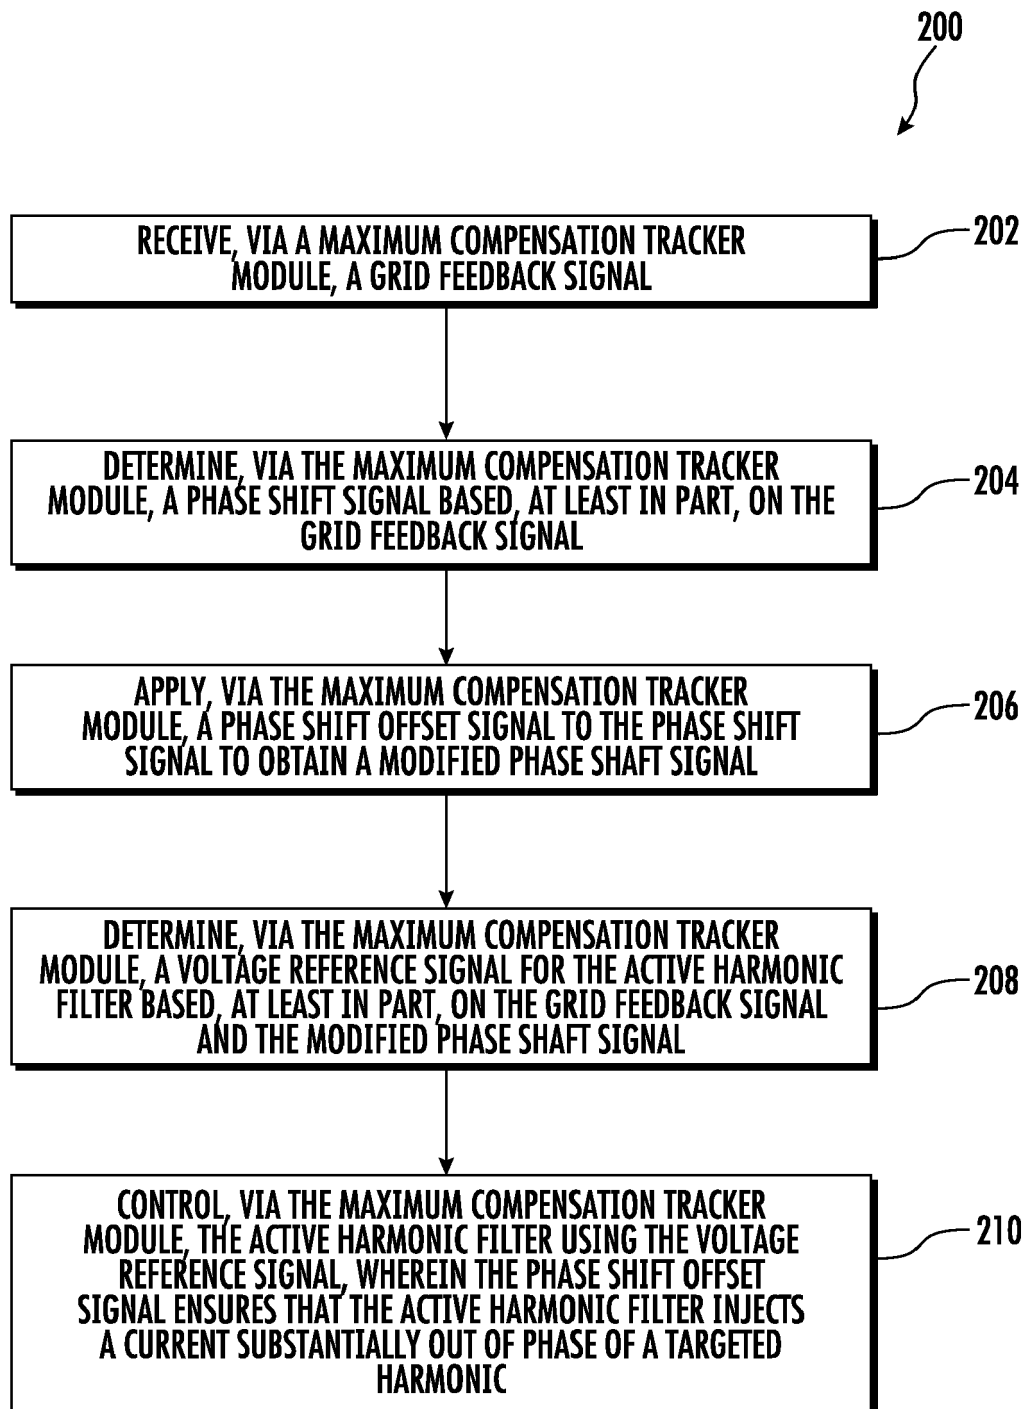 200
RECEIVE, VIA A MAXIMUM COMPENSATION TRACKER
MODULE, A GRID FEEDBACK SIGNAL
202
DETERMINE, VIA THE MAXIMUM COMPENSATION TRACKER
MODULE, A PHASE SHIFT SIGNAL BASED, AT LEAST IN PART, ON THE
GRID FEEDBACK SIGNAL
204
APPLY, VIA THE MAXIMUM COMPENSATION TRACKER
MODULE, A PHASE SHIFT OFFSET SIGNAL TO THE PHASE SHIFT
SIGNAL TO OBTAIN A MODIFIED PHASE SHAFT SIGNAL
206
DETERMINE, VIA THE MAXIMUM COMPENSATION TRACKER
MODULE, A VOLTAGE REFERENCE SIGNAL FOR THE ACTIVE HARMONIC
FILTER BASED, AT LEAST IN PART, ON THE GRID FEEDBACK SIGNAL
AND THE MODIFIED PHASE SHAFT SIGNAL
208
CONTROL, VIA THE MAXIMUM COMPENSATION TRACKER
MODULE, THE ACTIVE HARMONIC FILTER USING THE VOLTAGE
REFERENCE SIGNAL, WHEREIN THE PHASE SHIFT OFFSET
SIGNAL ENSURES THAT THE ACTIVE HARMONIC FILTER INJECTS
A CURRENT SUBSTANTIALLY OUT OF PHASE OF A TARGETED
HARMONIC
210